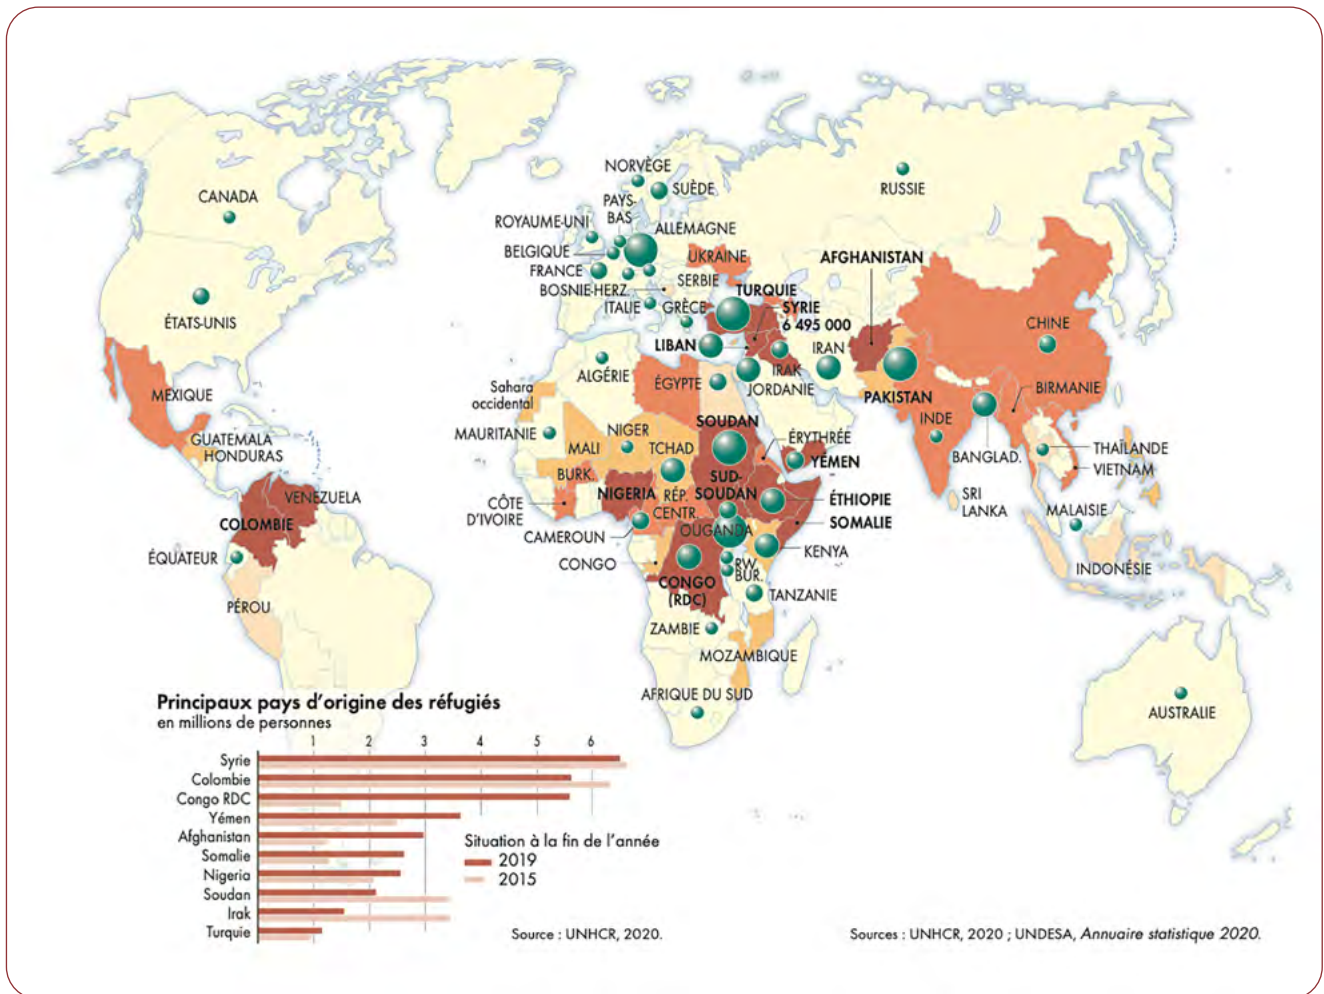 NORVÈGE
SUÈDE
RUSSIE
CANADA
PAYS-
BAS
ROYAUME-UNI
ALLEMAGNE
BELGIQUE
UKRAINE
AFGHANISTAN
FRANCE
SERBIE
BOSNIE-HERZ.
TURQUIE
ITALIE
GRÈCE
SYRIE
6 495 000
ÉTATS-UNIS
CHINE
LIBAN
IRAN
IRAK
ALGÉRIE
ÉGYPTE
JORDANIE
Sahara
occidental
MEXIQUE
BIRMANIE
PAKISTAN
INDE
SOUDAN
MAURITANIE
NIGER
ÉRYTHRÉE
GUATEMALA
HONDURAS
MALI
TCHAD
THAÏLANDE
BANGLAD.
YÉMEN
VIETNAM
BURK.
SUD-
SOUDAN
NIGERIA
RÉP.
CENTR.
ÉTHIOPIE
VENEZUELA
COLOMBIE
CÔTE
D'IVOIRE
SRI
LANKA
MALAISIE
SOMALIE
CAMEROUN
OUGANDA
KENYA
ÉQUATEUR
CONGO
RW.
BUR.
INDONÉSIE
CONGO
(RDC)
TANZANIE
PÉROU
ZAMBIE
MOZAMBIQUE
AFRIQUE DU SUD
AUSTRALIE
Principaux pays d'origine des réfugiés
en millions de personnes
1 2 3 4 5 6
Syrie
Colombie
Congo RDC
Yémen
Afghanistan
Somalie
Nigeria
Soudan
Irak
Turquie
Situation à la fin de l'année
2019
2015
Source : UNHCR, 2020.
Sources : UNHCR, 2020 ; UNDESA, Annuaire statistique 2020.